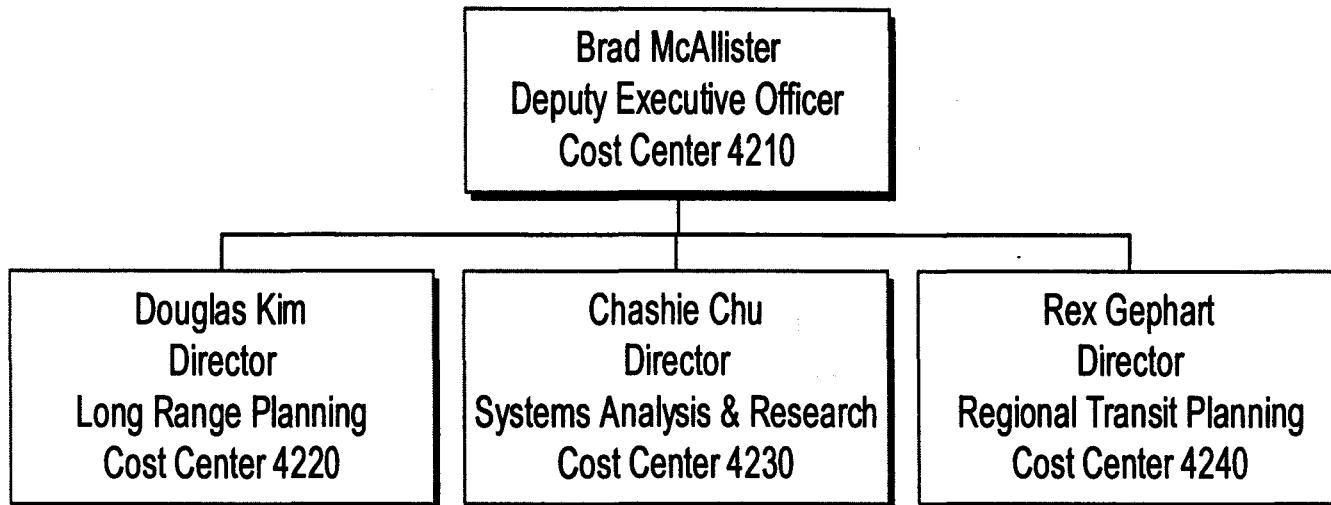 Brad McAllister
Deputy Executive Officer
Cost Center 4210
Douglas Kim
Director
Long Range Planning
Cost Center 4220
Chashie Chu
Director
Systems Analysis & Research
Cost Center 4230
Rex Gephart
Director
Regional Transit Planning
Cost Center 4240